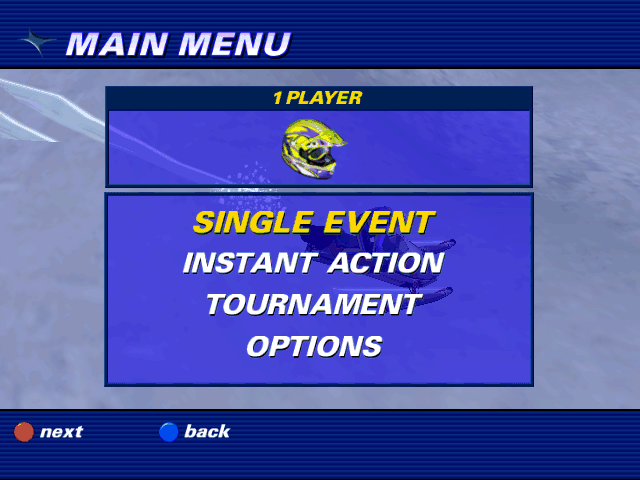 MAIN MENU
1 PLAYER
SINGLE EVENT
INSTANT ACTION
TOURNAMENT
OPTIONS
next back